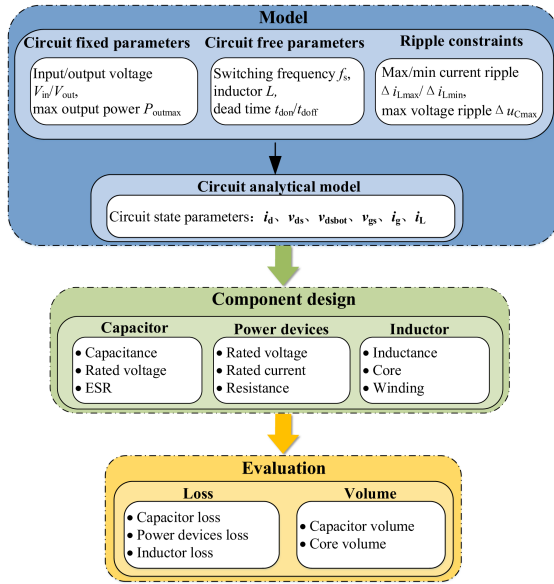 Model
Circuit fixed parameters
Input/output voltage
Vin/Vout,
max output power Poutmax
Circuit free parameters
Switching frequency fs,
inductor L,
dead time tdon/tdoff
Ripple constraints
Max/min current ripple
Δ iLmax/ Δ iLmin,
max voltage ripple Δ uCmax
Circuit analytical model
Circuit state parameters: id、 vds、 vdsbot、 vgs、 ig、 iL
Component design
Capacitor
• Capacitance
• Rated voltage
• ESR
Power devices
• Rated voltage
• Rated current
• Resistance
Inductor
• Inductance
• Core
• Winding
Evaluation
Loss
• Capacitor loss
• Power devices loss
• Inductor loss
Volume
• Capacitor volume
• Core volume